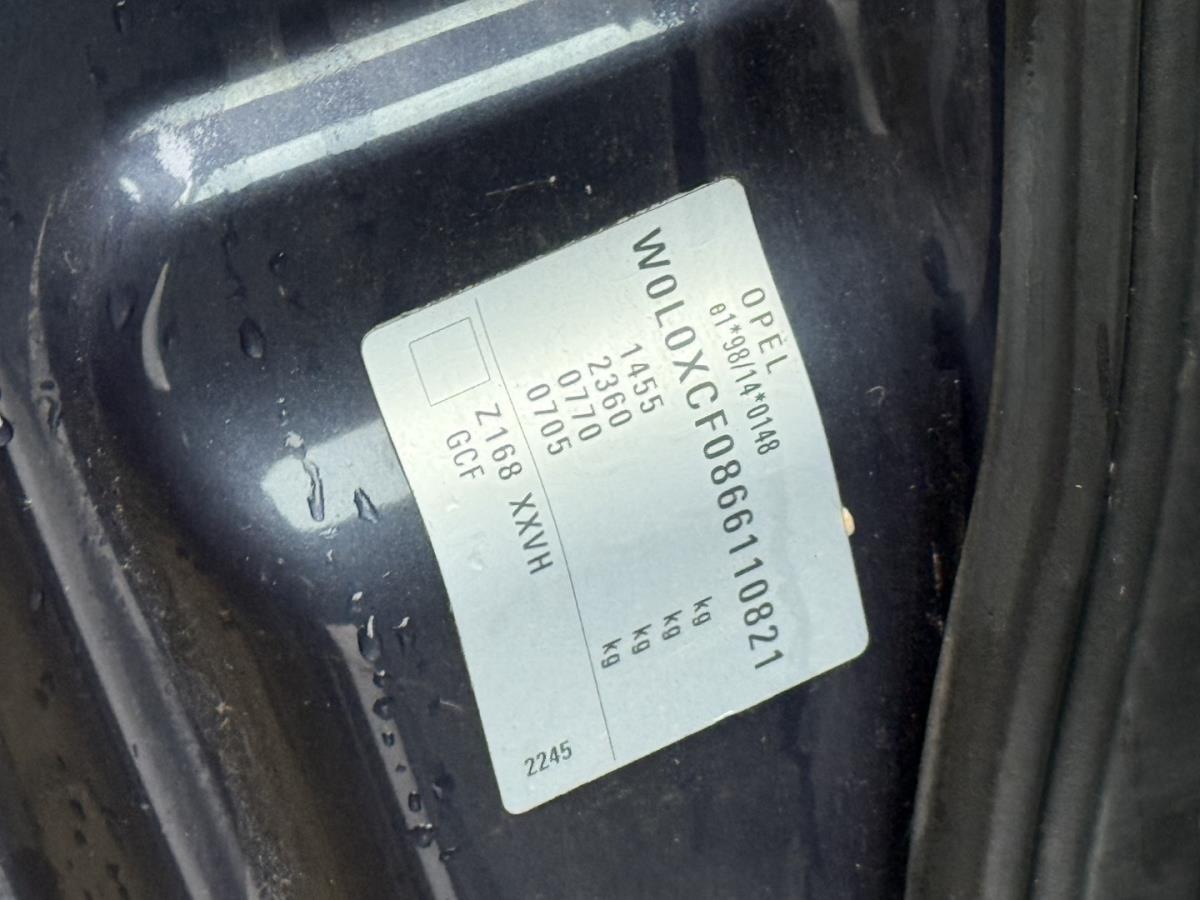 OPEL
e1*98/14*0148
W0L0XCF0866110821
1455 kg
2360 kg
0770 kg
0705 kg
Z168 XXVH
GCF
2245